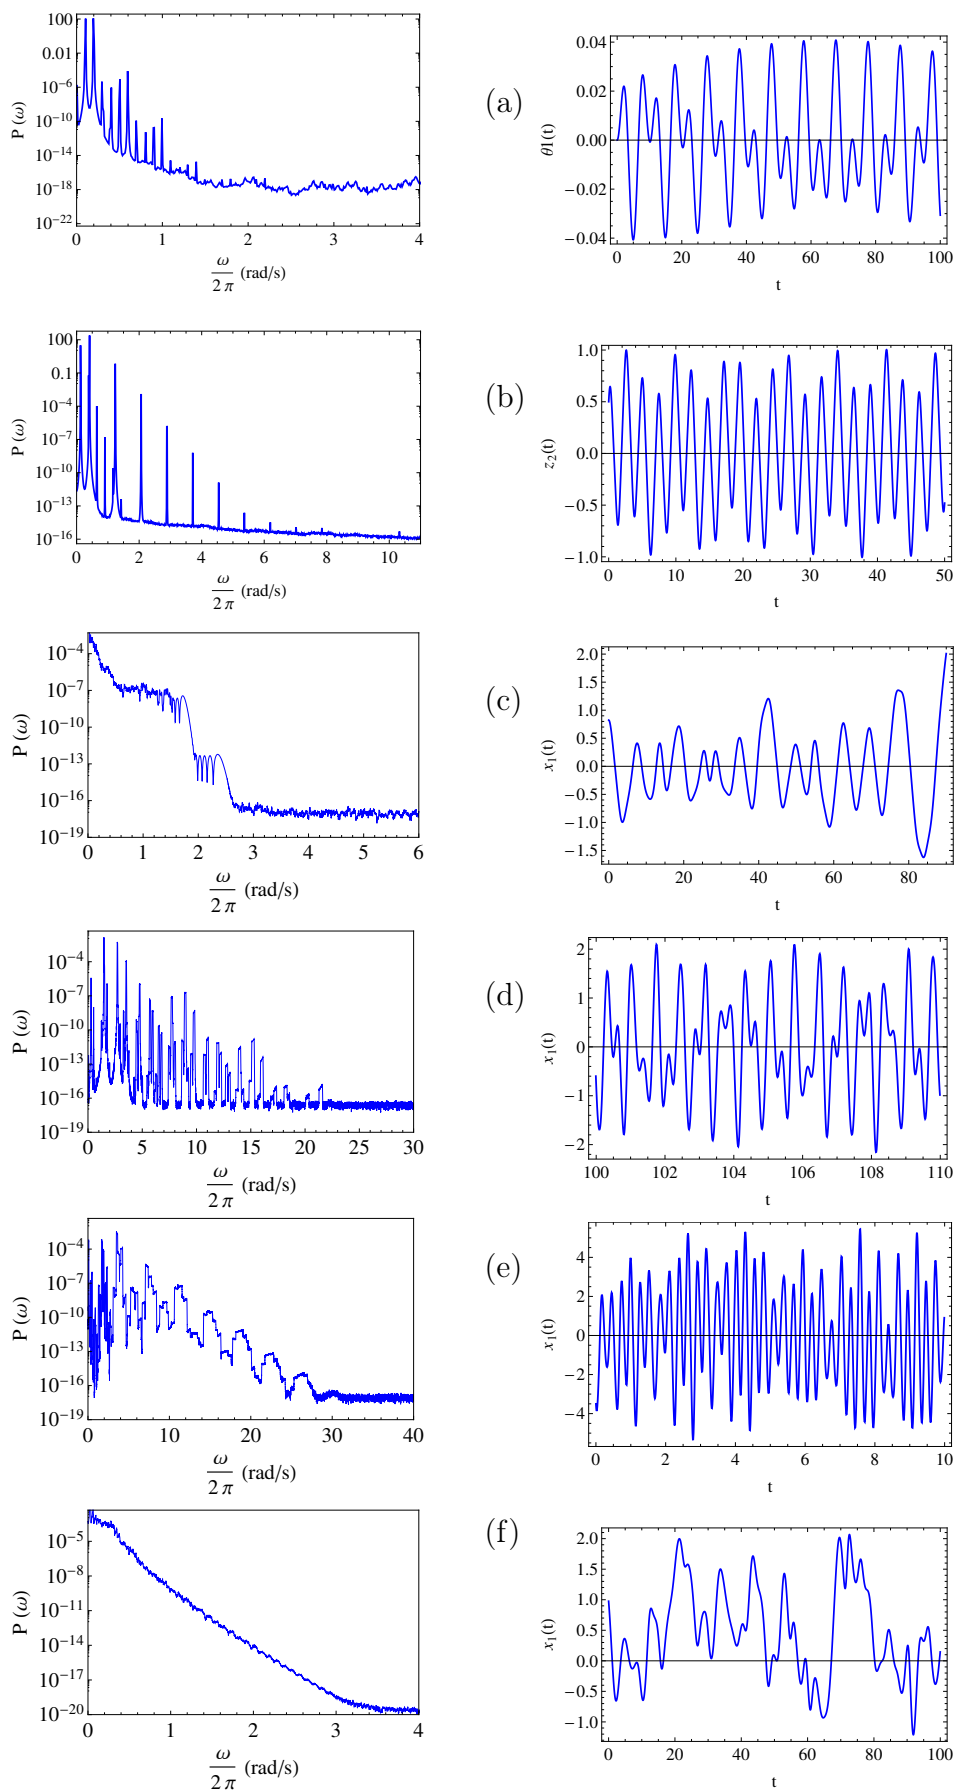 100
0.01
10⁻⁶
10⁻¹⁰
10⁻¹⁴
10⁻¹⁸
10⁻²²
P (ω)
0 1 2 3 4
ω/2π (rad/s)
(a)
0.04
0.02
0.00
−0.02
−0.04
θ1(t)
0 20 40 60 80 100
t
100
0.1
10⁻⁴
10⁻⁷
10⁻¹⁰
10⁻¹³
10⁻¹⁶
P (ω)
0 2 4 6 8 10
ω/2π (rad/s)
(b)
1.0
0.5
0.0
−0.5
−1.0
z₂(t)
0 10 20 30 40 50
t
10⁻⁴
10⁻⁷
10⁻¹⁰
10⁻¹³
10⁻¹⁶
10⁻¹⁹
P (ω)
0 1 2 3 4 5 6
ω/2π (rad/s)
(c)
2.0
1.5
1.0
0.5
0.0
−0.5
−1.0
−1.5
x₁(t)
0 20 40 60 80
t
10⁻⁴
10⁻⁷
10⁻¹⁰
10⁻¹³
10⁻¹⁶
10⁻¹⁹
P (ω)
0 5 10 15 20 25 30
ω/2π (rad/s)
(d)
2
1
0
−1
−2
x₁(t)
100 102 104 106 108 110
t
10⁻⁴
10⁻⁷
10⁻¹⁰
10⁻¹³
10⁻¹⁶
10⁻¹⁹
P (ω)
0 10 20 30 40
ω/2π (rad/s)
(e)
4
2
0
−2
−4
x₁(t)
0 2 4 6 8 10
t
10⁻⁵
10⁻⁸
10⁻¹¹
10⁻¹⁴
10⁻¹⁷
10⁻²⁰
P (ω)
0 1 2 3 4
ω/2π (rad/s)
(f)
2.0
1.5
1.0
0.5
0.0
−0.5
−1.0
x₁(t)
0 20 40 60 80 100
t